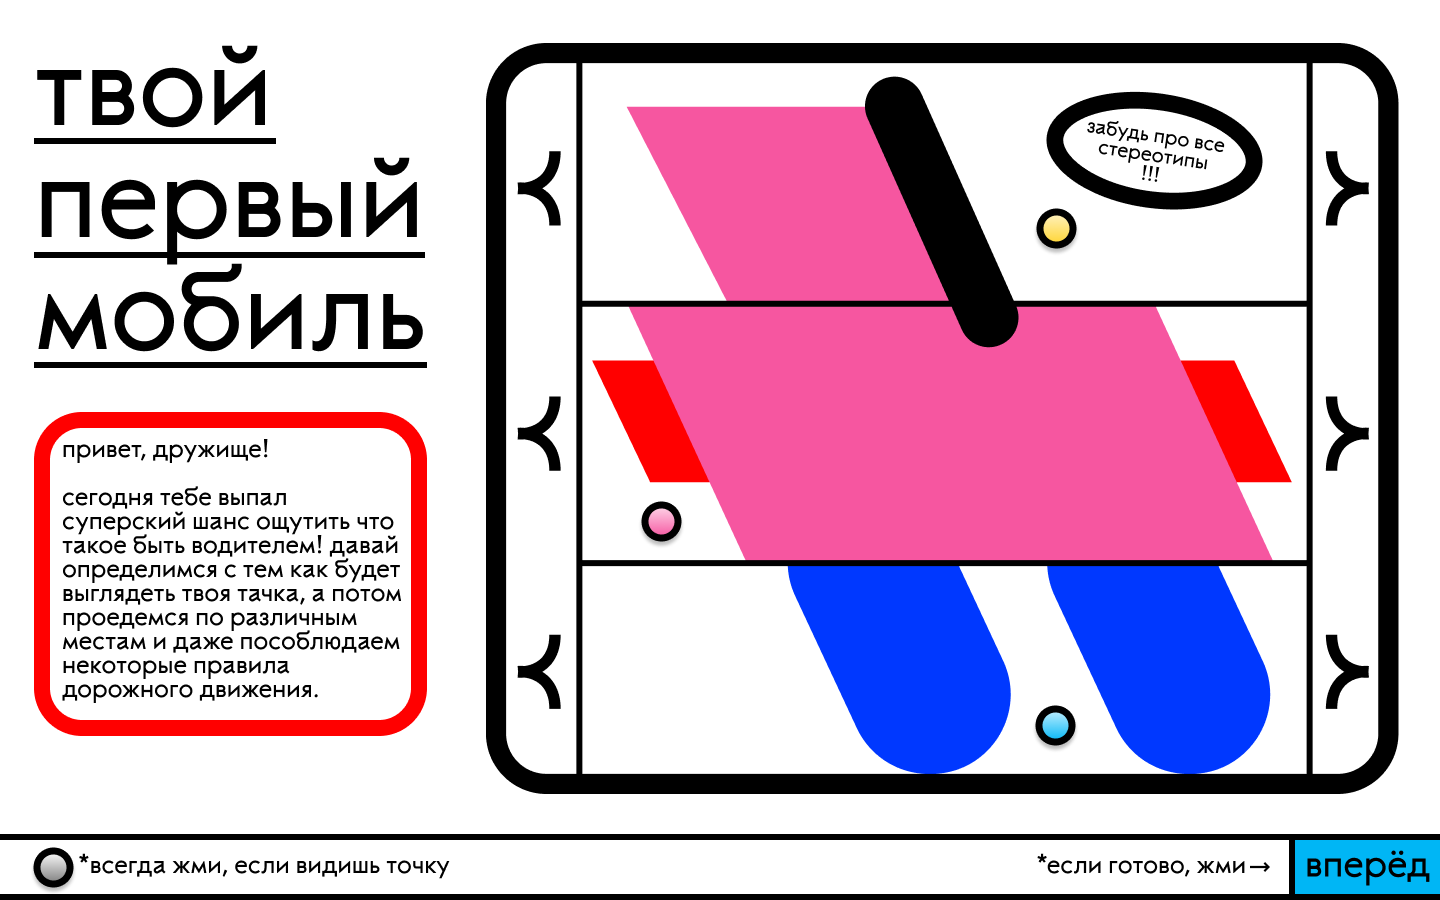 твой
первый
мобиль
привет, дружище!
сегодня тебе выпал
суперский шанс ощутить что
такое быть водителем! давай
определимся с тем как будет
выглядеть твоя тачка, а потом
проедемся по различным
местам и даже пособлюдаем
некоторые правила
дорожного движения.
забудь про все
стереотипы
!!!
*всегда жми, если видишь точку
*если готово, жми→
вперёд